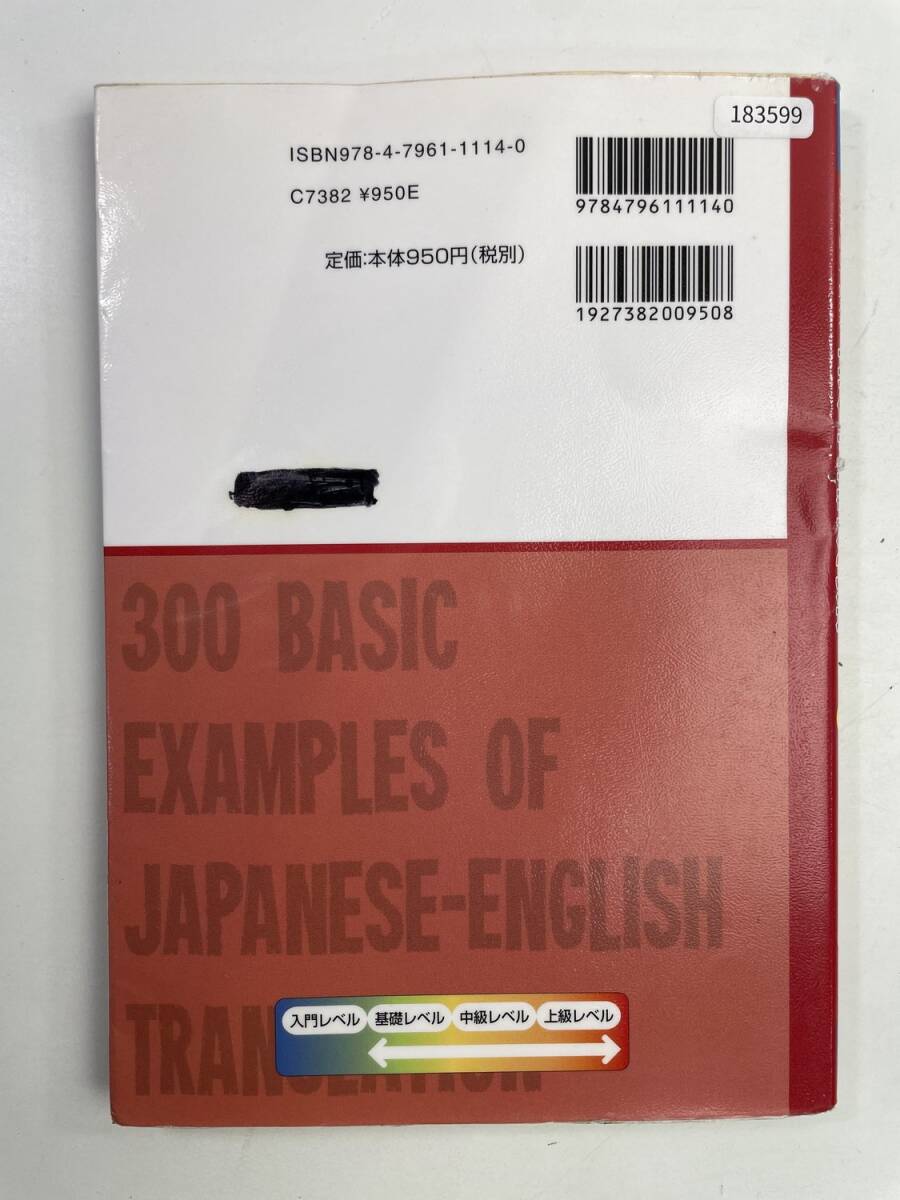 183599
ISBN978-4-7961-1114-0
C7382 ¥950E
9784796111140
定価:本体950円(税別)
1927382009508
300 BASIC
EXAMPLES OF
JAPANESE-ENGLISH
TRANSLATION
入門レベル 基礎レベル 中級レベル 上級レベル